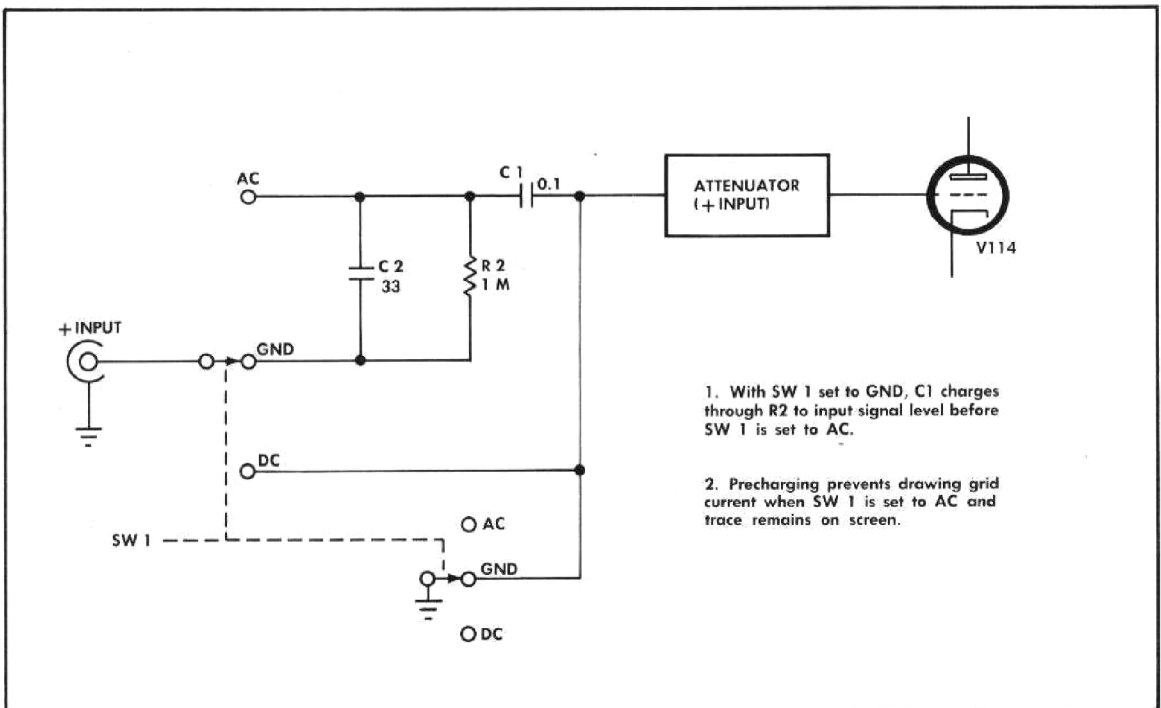 AC
C 1
0.1
ATTENUATOR
(+ INPUT)
V114
C 2
33
R 2
1 M
+ INPUT
GND
DC
SW 1
AC
GND
DC
1. With SW 1 set to GND, C1 charges
through R2 to input signal level before
SW 1 is set to AC.
2. Precharging prevents drawing grid
current when SW 1 is set to AC and
trace remains on screen.